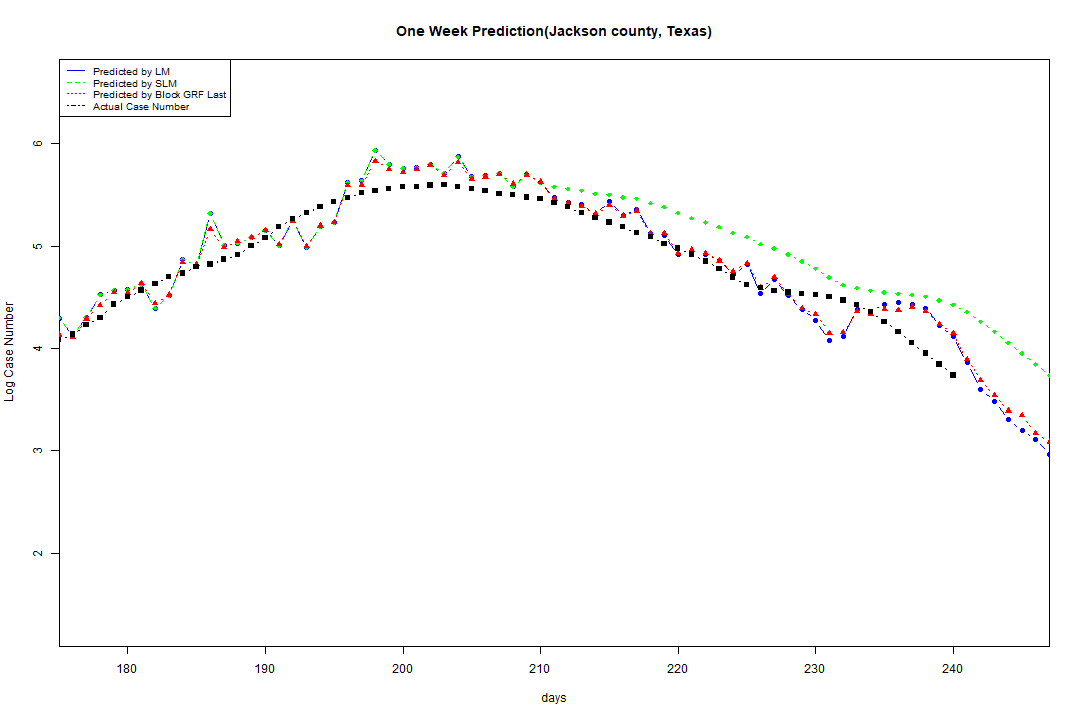 One Week Prediction(Jackson county, Texas)
Predicted by LM
Predicted by SLM
Predicted by Block GRF Last
Actual Case Number
6
5
4
3
2
Log Case Number
180 190 200 210 220 230 240
days